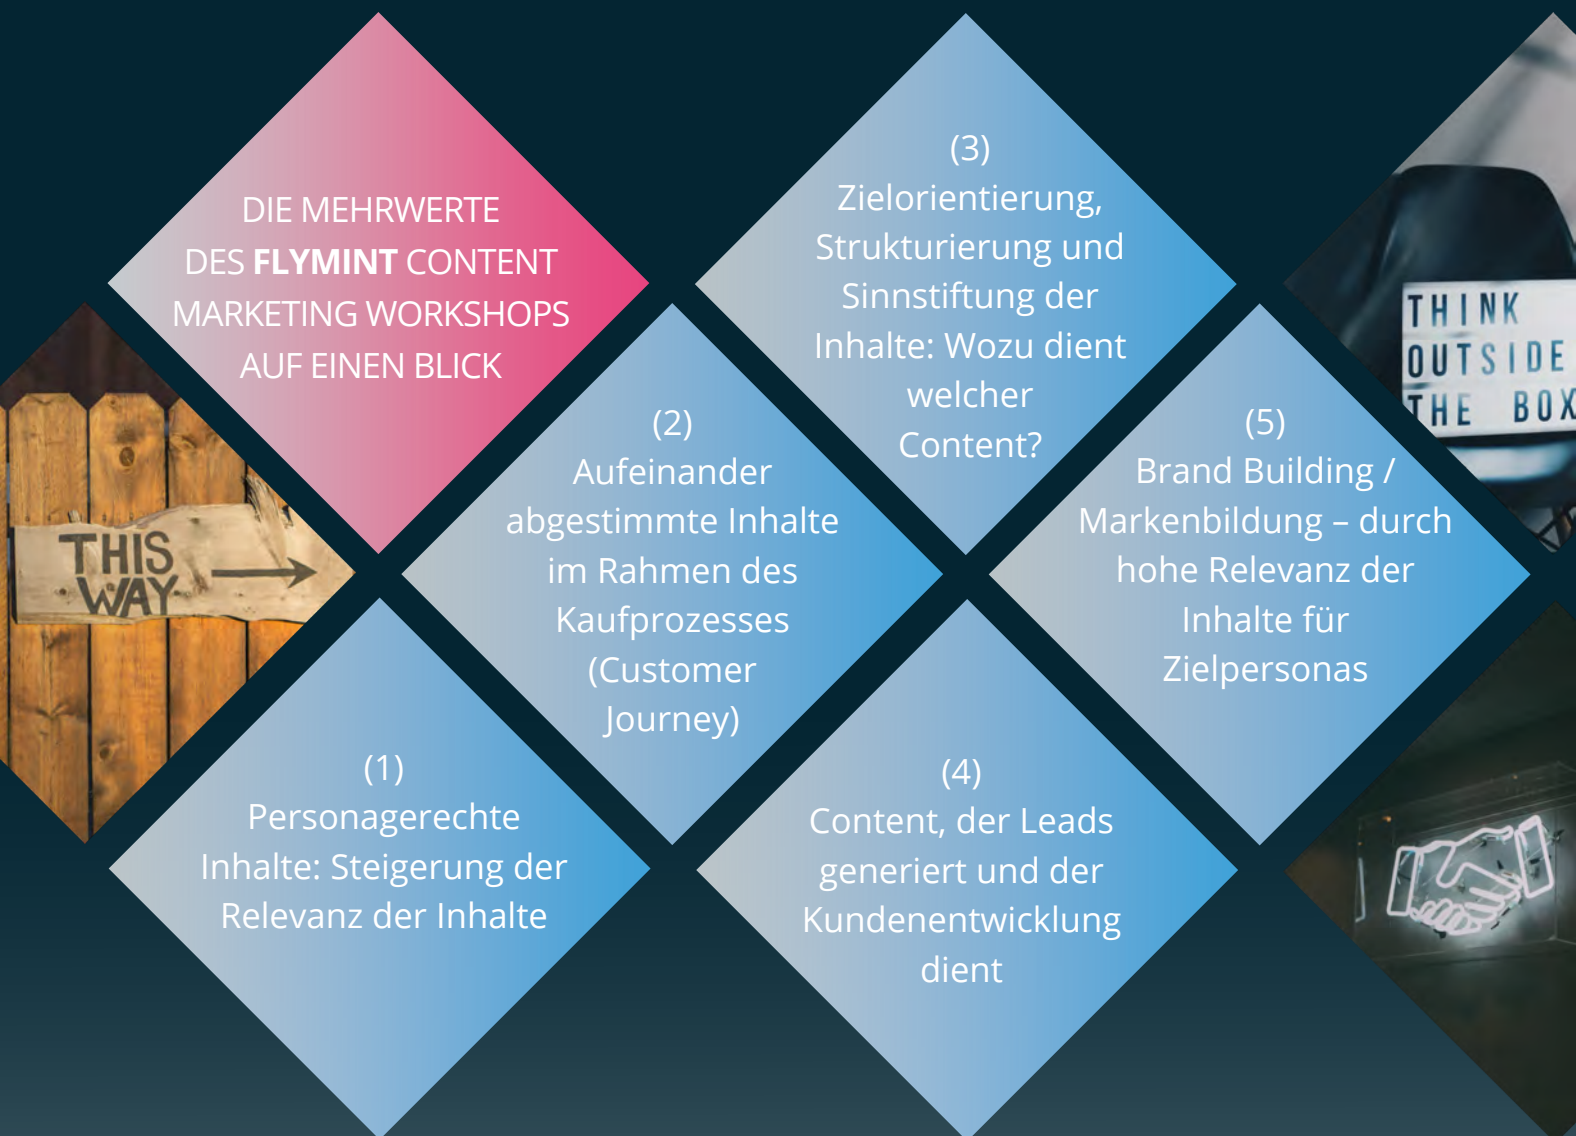 DIE MEHRWERTE
DES FLYMINT CONTENT
MARKETING WORKSHOPS
AUF EINEN BLICK
THIS
WAY
(1)
Personagerechte
Inhalte: Steigerung der
Relevanz der Inhalte
(2)
Aufeinander
abgestimmte Inhalte
im Rahmen des
Kaufprozesses
(Customer
Journey)
(3)
Zielorientierung,
Strukturierung und
Sinnstiftung der
Inhalte: Wozu dient
welcher
Content?
(4)
Content, der Leads
generiert und der
Kundenentwicklung
dient
(5)
Brand Building /
Markenbildung – durch
hohe Relevanz der
Inhalte für
Zielpersonas
THINK
OUTSIDE
THE BOX